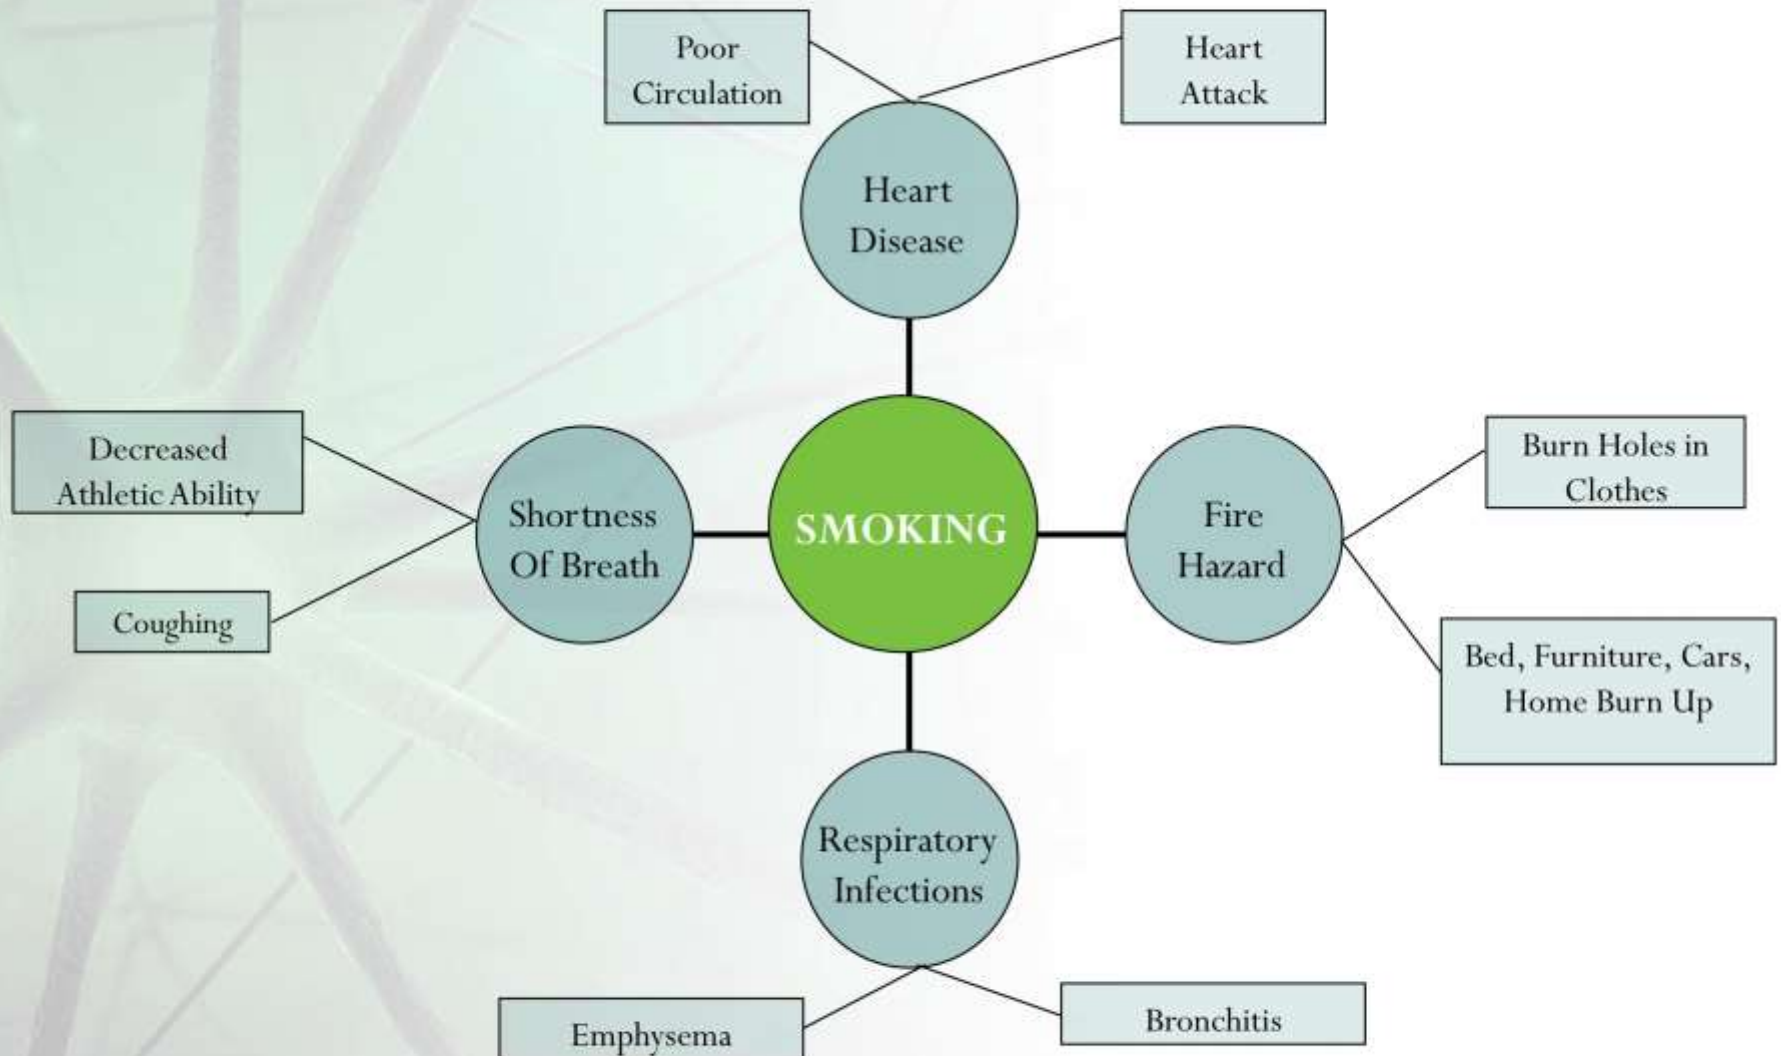 Poor
Circulation
Heart
Attack
Heart
Disease
Decreased
Athletic Ability
Coughing
Shortness
Of Breath
SMOKING
Fire
Hazard
Burn Holes in
Clothes
Bed, Furniture, Cars,
Home Burn Up
Respiratory
Infections
Emphysema
Bronchitis